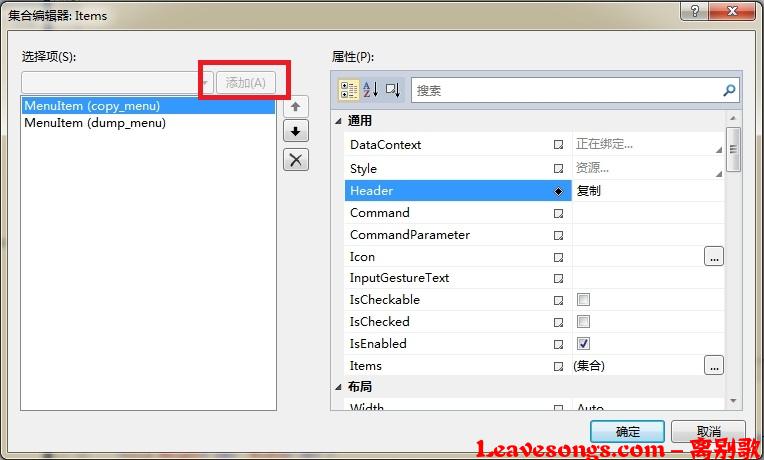 集合编辑器: Items
选择项(S):
添加(A)
MenuItem (copy_menu)
MenuItem (dump_menu)
属性(P):
搜索
通用
DataContext 正在绑定...
Style 资源...
Header 复制
Command
CommandParameter
Icon ...
InputGestureText
IsCheckable
IsChecked
IsEnabled
Items (集合) ...
布局
Width Auto
确定 取消
Leavesongs.com - 离别歌